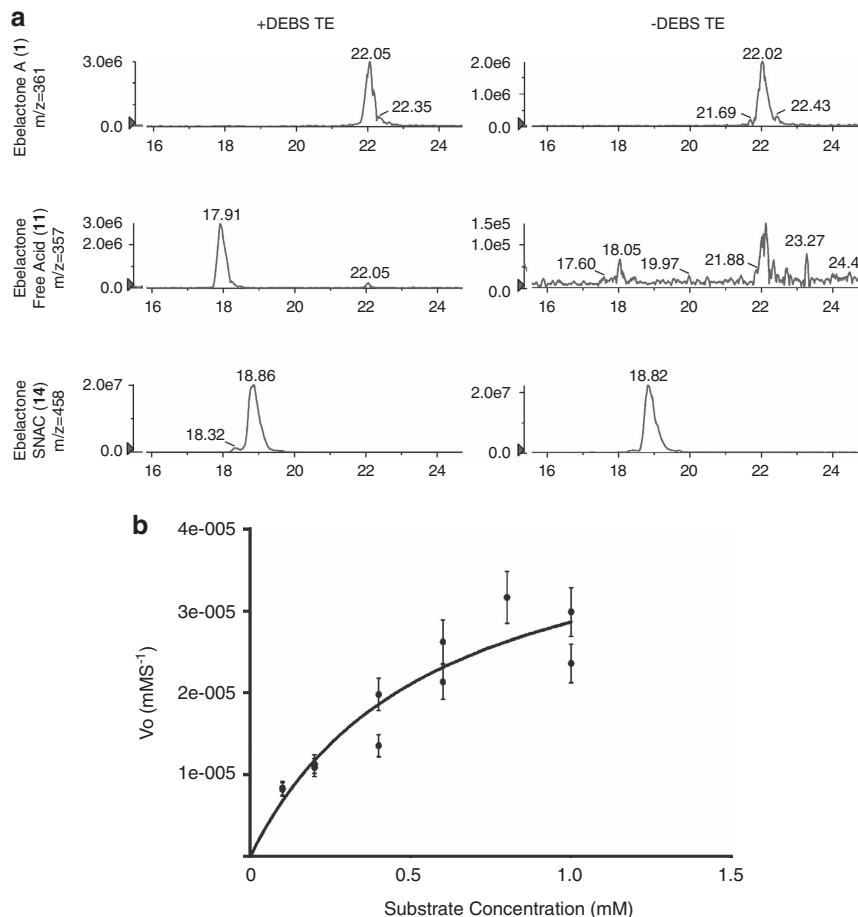 a
+DEBS TE
-DEBS TE
Ebelactone A (1)
m/z=361
3.0e6
0.0
22.05
22.35
16 18 20 22 24
2.0e6
1.0e6
0.0
22.02
21.69
22.43
16 18 20 22 24
Ebelactone
Free Acid (11)
m/z=357
3.0e6
2.0e6
0.0
17.91
22.05
16 18 20 22 24
1.5e5
1.0e5
0.0
17.60
18.05
19.97
21.88
23.27
24.4
16 18 20 22 24
Ebelactone
SNAC (14)
m/z=458
2.0e7
0.0
18.86
18.32
16 18 20 22 24
2.0e7
0.0
18.82
16 18 20 22 24
b
Vo (mMS-1)
4e-005
3e-005
2e-005
1e-005
0 0.5 1.0 1.5
Substrate Concentration (mM)